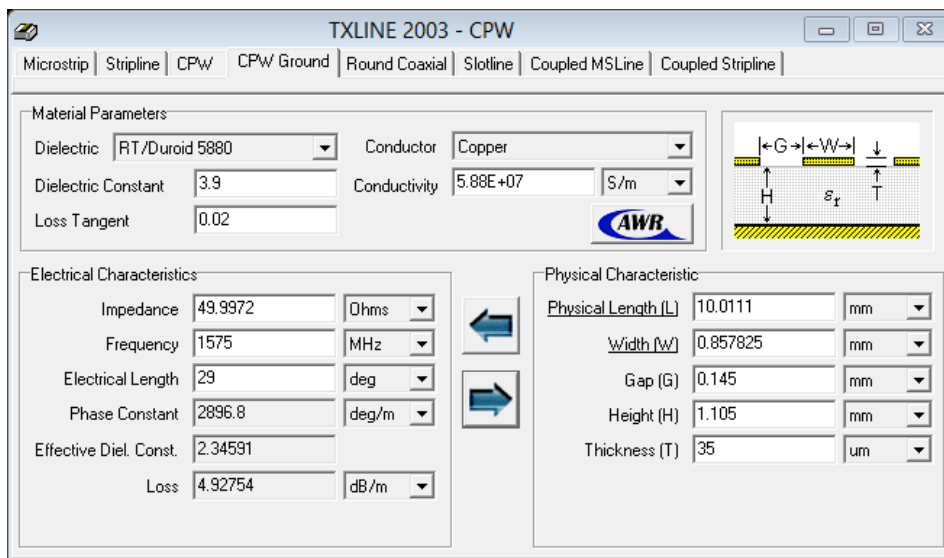 TXLINE 2003 - CPW
Microstrip Stripline CPW CPW Ground Round Coaxial Slotline Coupled MSLine Coupled Stripline
Material Parameters
Dielectric RT/Duroid 5880 Conductor Copper
Dielectric Constant 3.9 Conductivity 5.88E+07 S/m
Loss Tangent 0.02
AWR
G W
H εr T
Electrical Characteristics
Impedance 49.9972 Ohms
Frequency 1575 MHz
Electrical Length 29 deg
Phase Constant 2896.8 deg/m
Effective Diel. Const. 2.34591
Loss 4.92754 dB/m
Physical Characteristic
Physical Length (L) 10.0111 mm
Width (W) 0.857825 mm
Gap (G) 0.145 mm
Height (H) 1.105 mm
Thickness (T) 35 um